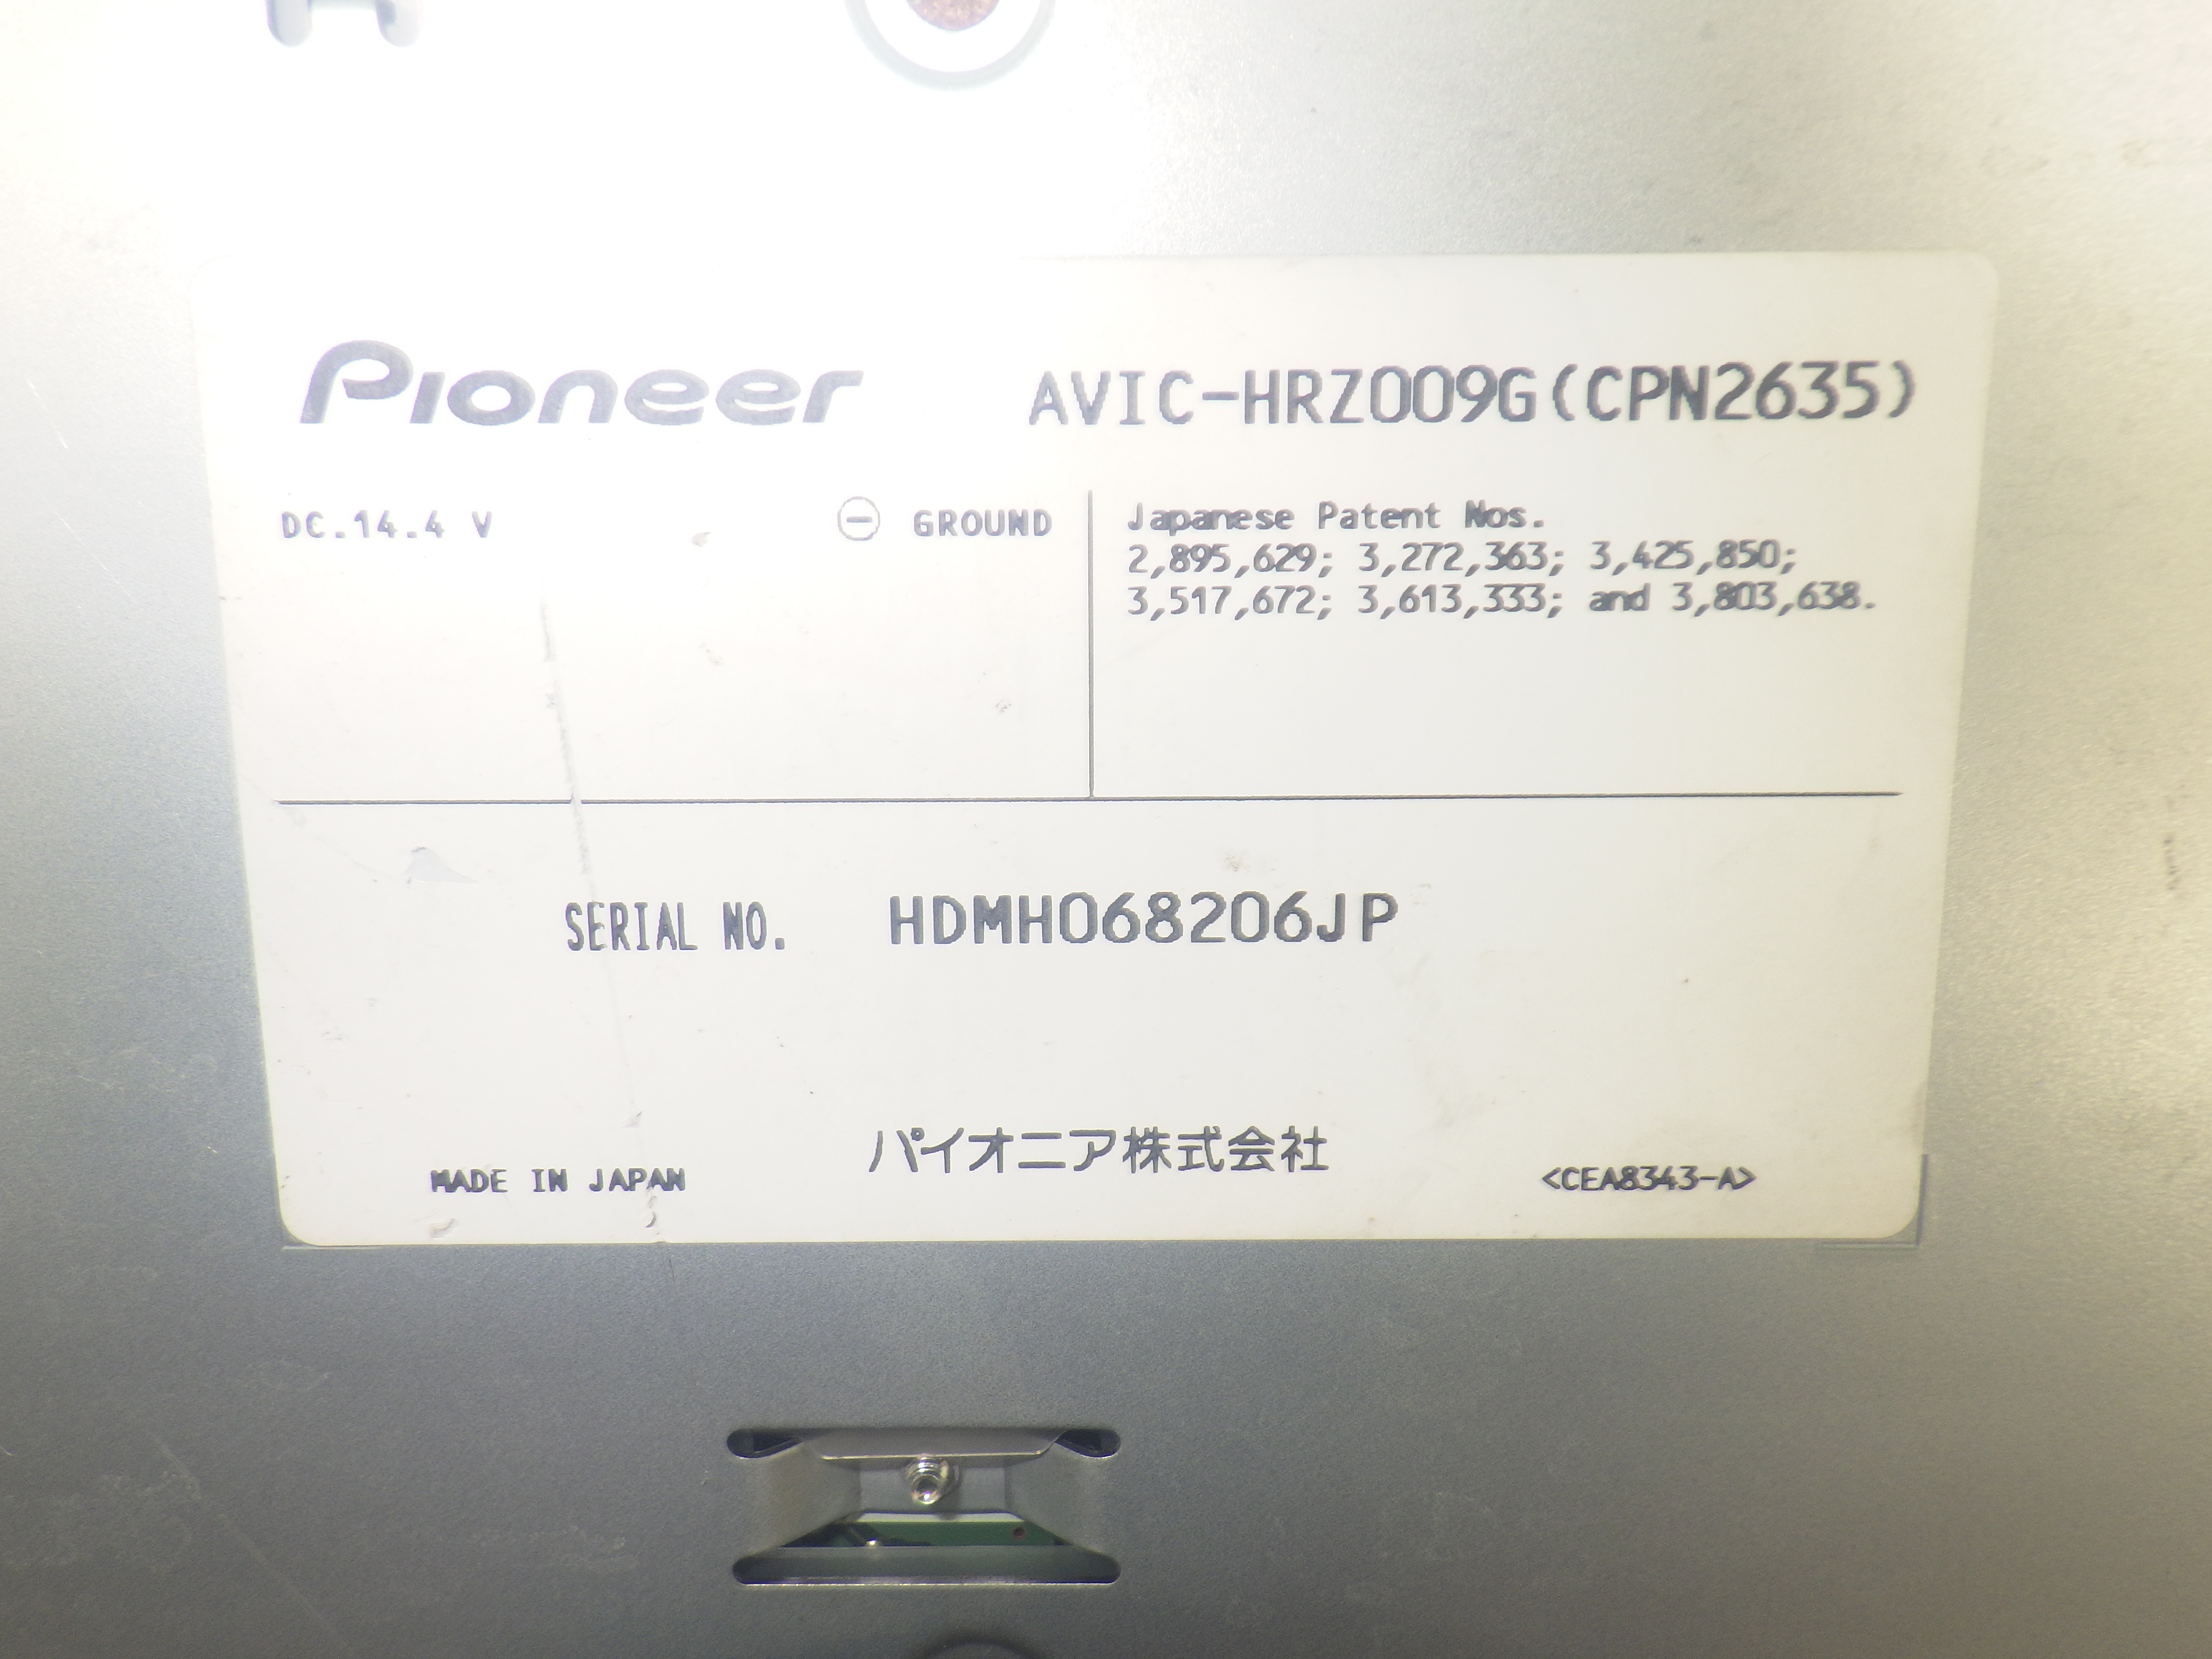 Pioneer AVIC-HRZ009G(CPN2635)
DC.14.4 V ⊖ GROUND
Japanese Patent Nos.
2,895,629; 3,272,363; 3,425,850;
3,517,672; 3,613,333; and 3,803,638.
SERIAL NO. HDMH068206JP
MADE IN JAPAN パイオニア株式会社 <CEA8343-A>